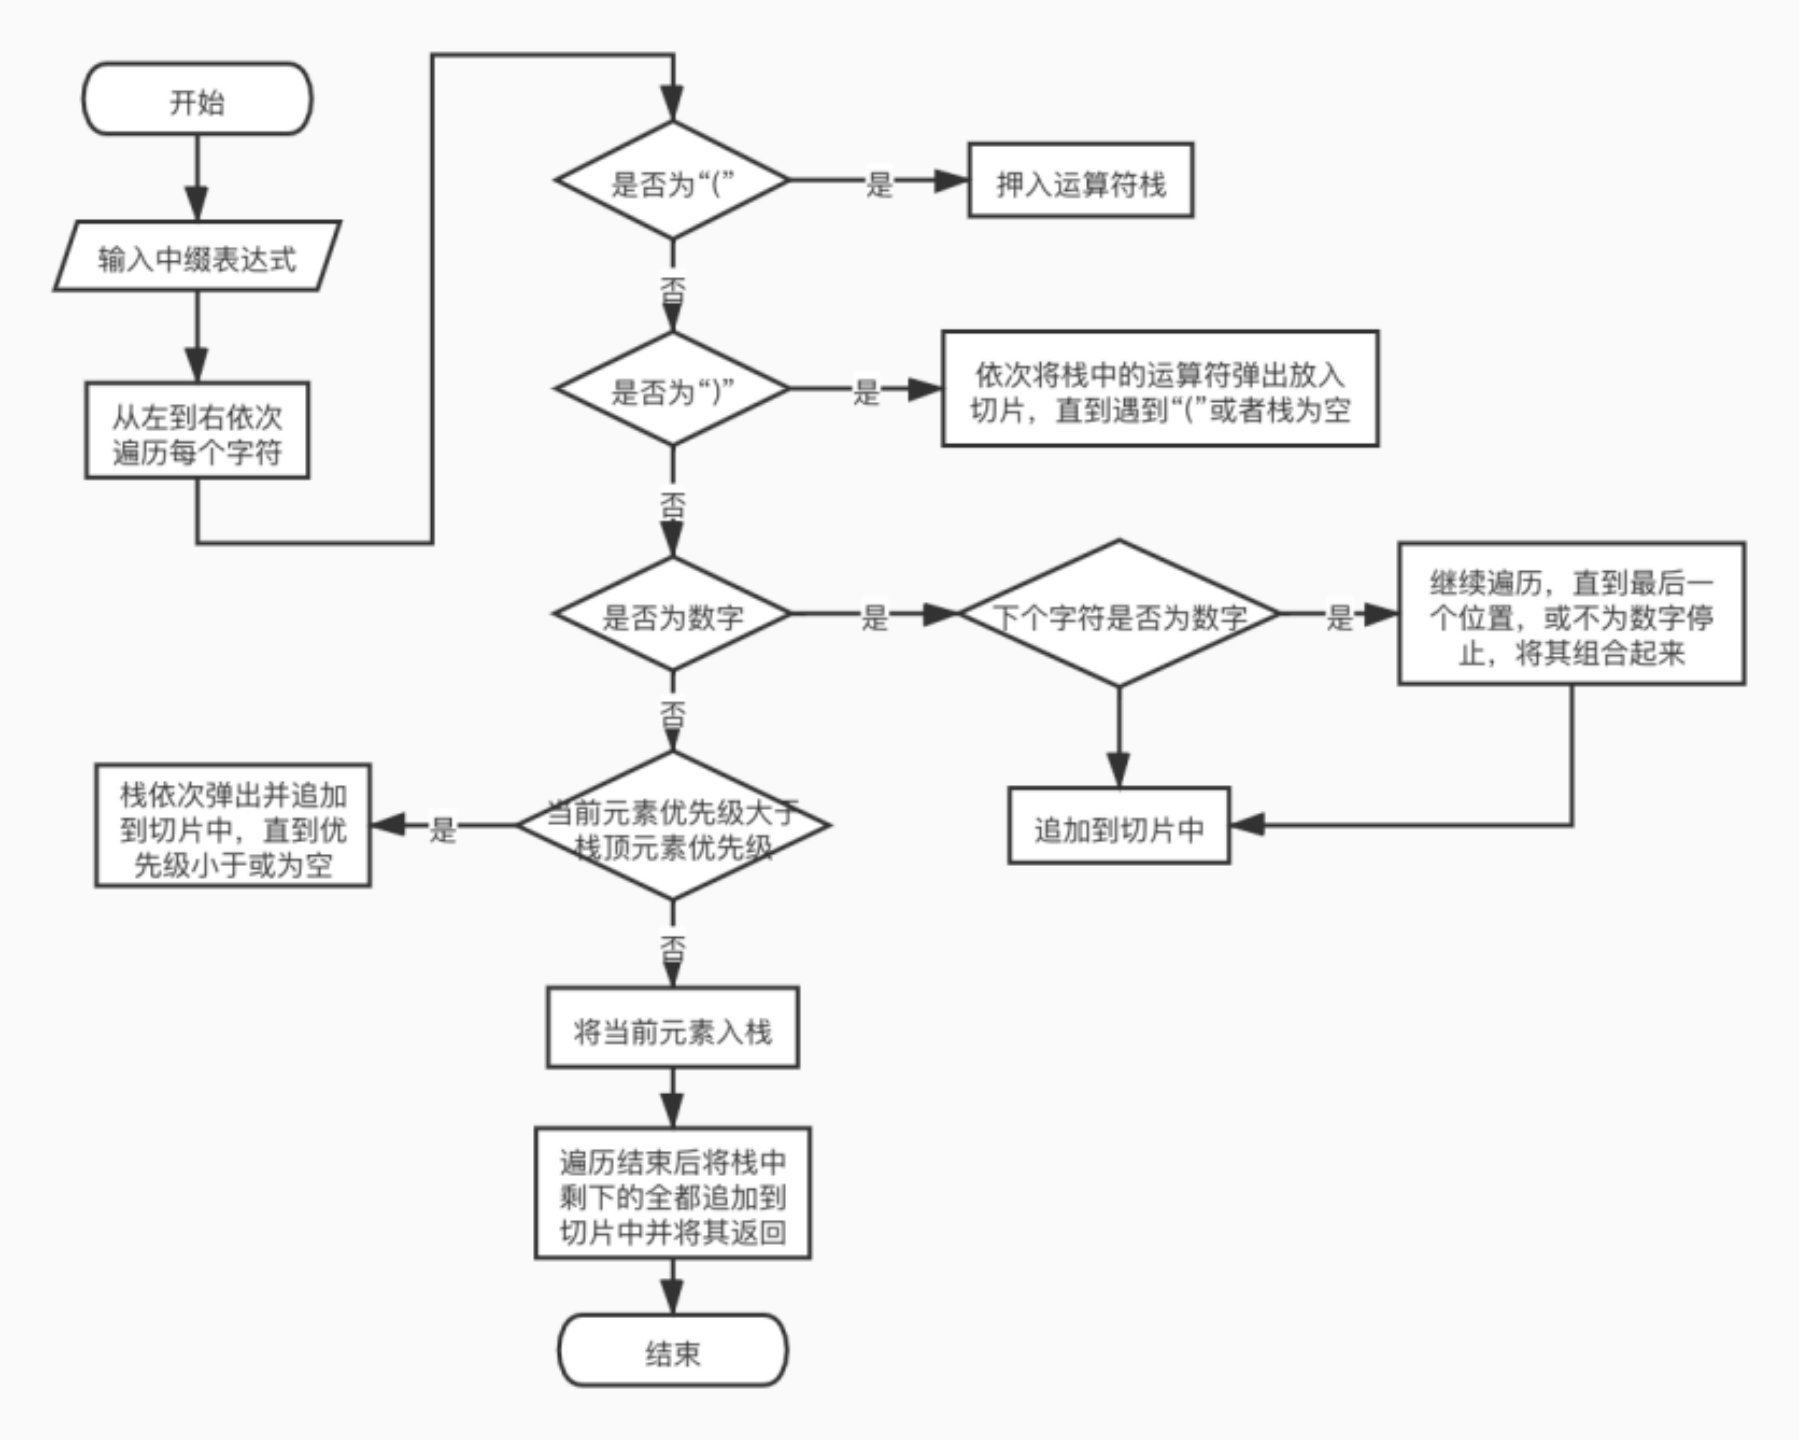 开始
输入中缀表达式
从左到右依次
遍历每个字符
是否为“(”
是
押入运算符栈
否
是否为“)”
是
依次将栈中的运算符弹出放入
切片，直到遇到“(”或者栈为空
否
是否为数字
是
下个字符是否为数字
是
继续遍历，直到最后一
个位置，或不为数字停
止，将其组合起来
追加到切片中
否
当前元素优先级大于
栈顶元素优先级
是
栈依次弹出并追加
到切片中，直到优
先级小于或为空
否
将当前元素入栈
遍历结束后将栈中
剩下的全都追加到
切片中并将其返回
结束